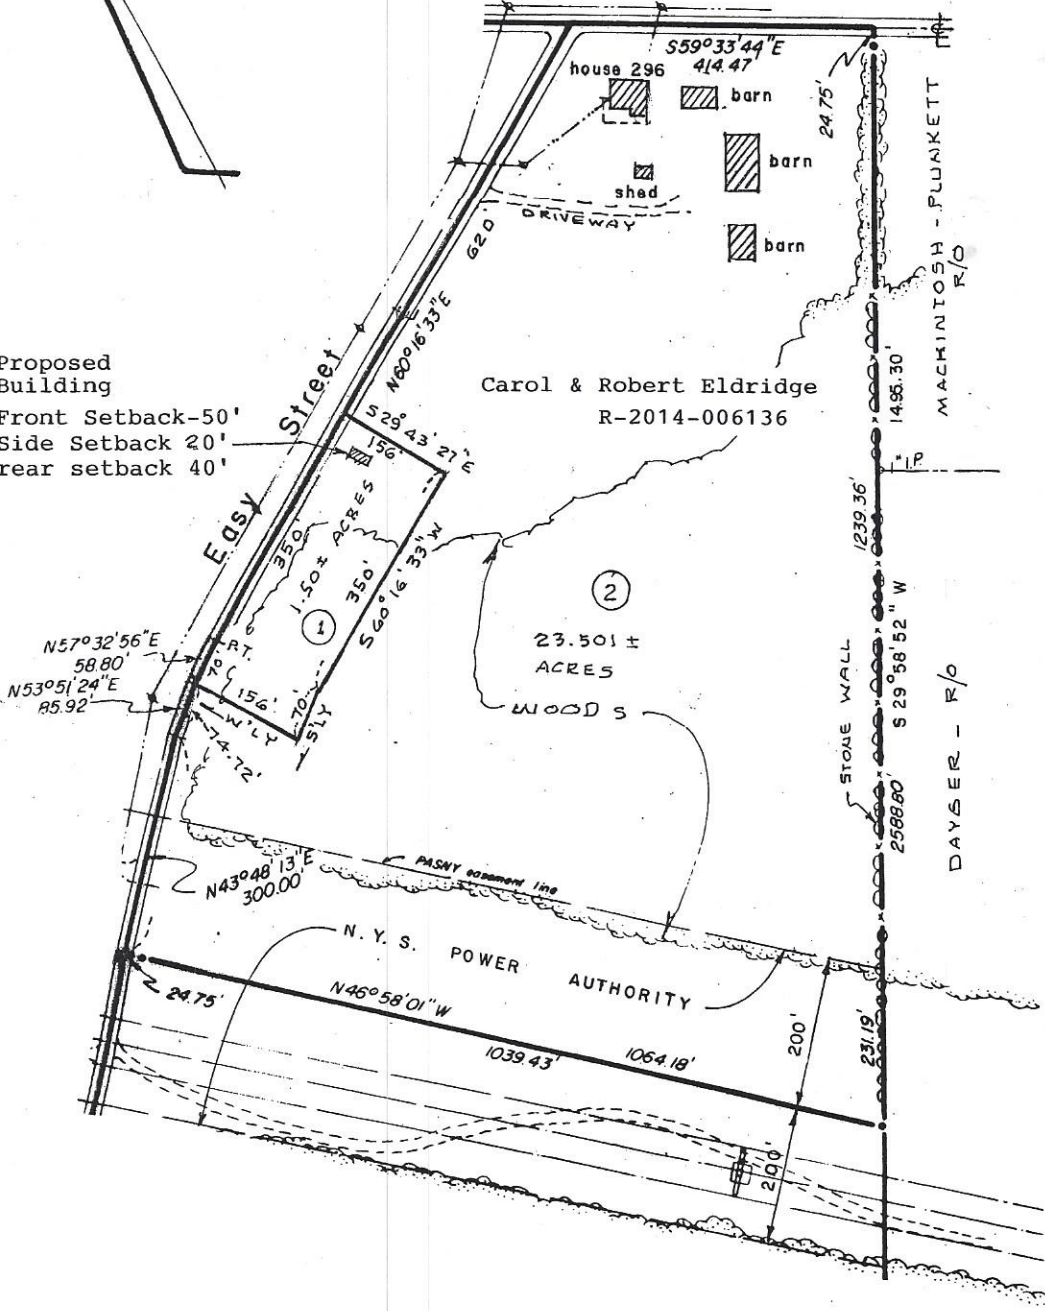 S59°33'44"E
414.47'
house 296
barn
24.75'
barn
shed
DRIVEWAY
barn
MACKINTOSH - PLUNKETT
R/O
620
N60°16'33"E
Easy Street
Proposed
Building
Front Setback-50'
Side Setback 20'
rear setback 40'
Carol & Robert Eldridge
R-2014-006136
S 29° 43' 27" E
156'
1.50± ACRES
350'
350'
S 60° 16' 33" W
1
1495.30'
I.P.
1239.36'
2
23.501 ±
ACRES
WOODS
N57°32'56"E
58.80'
N53°51'24"E
85.92'
P.T.
70'
156'
W'LY
70'
S'LY
74.72'
STONE WALL
S 29° 58' 52" W
2588.80'
DAYSER - R/O
PASNY easement line
N43°48'13"E
300.00'
N.Y.S. POWER AUTHORITY
24.75'
N46°58'01"W
1039.43'
1064.18'
200'
231.19'
200'